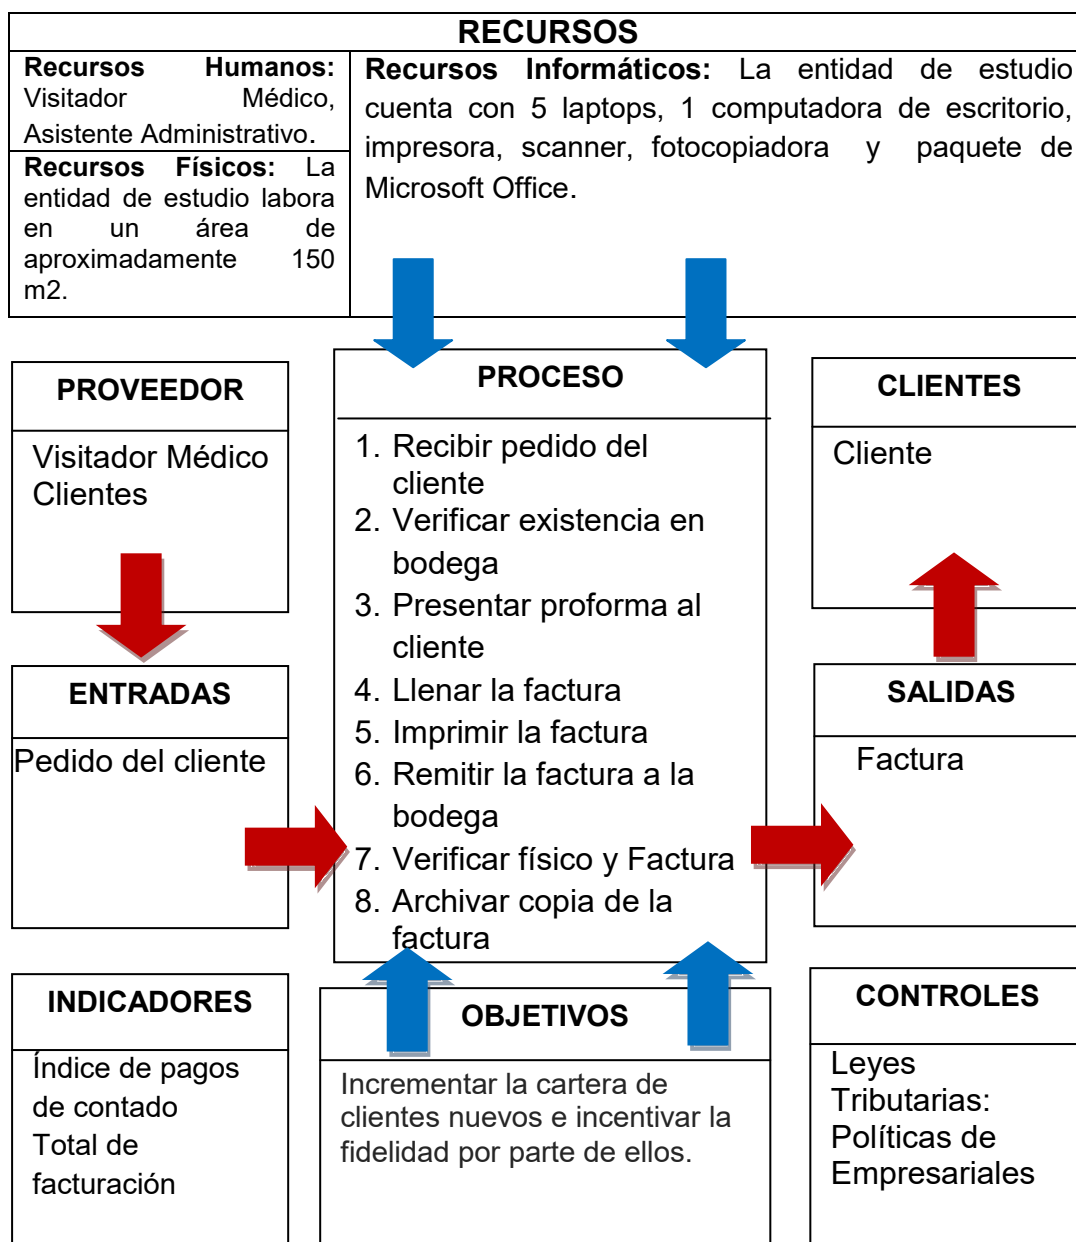 RECURSOS
Recursos Humanos:
Visitador Médico,
Asistente Administrativo.
Recursos Físicos: La
entidad de estudio labora
en un área de
aproximadamente 150
m2.
Recursos Informáticos: La entidad de estudio
cuenta con 5 laptops, 1 computadora de escritorio,
impresora, scanner, fotocopiadora y paquete de
Microsoft Office.
PROVEEDOR
Visitador Médico
Clientes
ENTRADAS
Pedido del cliente
PROCESO
1. Recibir pedido del
cliente
2. Verificar existencia en
bodega
3. Presentar proforma al
cliente
4. Llenar la factura
5. Imprimir la factura
6. Remitir la factura a la
bodega
7. Verificar físico y Factura
8. Archivar copia de la
factura
CLIENTES
Cliente
SALIDAS
Factura
INDICADORES
Índice de pagos
de contado
Total de
facturación
OBJETIVOS
Incrementar la cartera de
clientes nuevos e incentivar la
fidelidad por parte de ellos.
CONTROLES
Leyes
Tributarias:
Políticas de
Empresariales